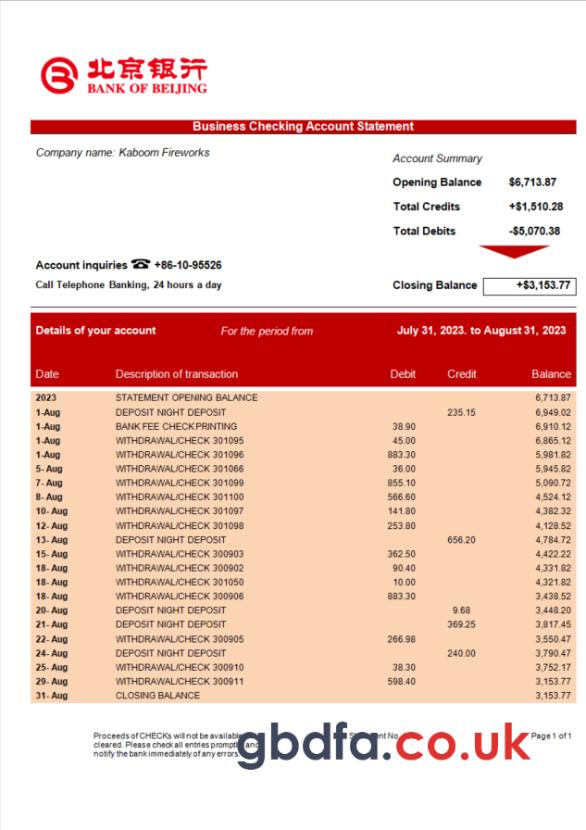 北京银行
BANK OF BEIJING
Business Checking Account Statement
Company name: Kaboom Fireworks
Account Summary
Opening Balance $6,713.87
Total Credits +$1,510.28
Total Debits -$5,070.38
Account inquiries ☎ +86-10-95526
Call Telephone Banking, 24 hours a day
Closing Balance +$3,153.77
Details of your account For the period from July 31, 2023. to August 31, 2023
Date Description of transaction Debit Credit Balance
2023 STATEMENT OPENING BALANCE 6,713.87
1-Aug DEPOSIT NIGHT DEPOSIT 235.15 6,949.02
1-Aug BANK FEE CHECK PRINTING 38.90 6,910.12
1-Aug WITHDRAWAL/CHECK 301095 45.00 6,865.12
1-Aug WITHDRAWAL/CHECK 301096 883.30 5,981.82
5- Aug WITHDRAWAL/CHECK 301066 36.00 5,945.82
7- Aug WITHDRAWAL/CHECK 301099 855.10 5,090.72
8- Aug WITHDRAWAL/CHECK 301100 566.60 4,524.12
10- Aug WITHDRAWAL/CHECK 301097 141.80 4,382.32
12- Aug WITHDRAWAL/CHECK 301098 253.80 4,128.52
13- Aug DEPOSIT NIGHT DEPOSIT 656.20 4,784.72
15- Aug WITHDRAWAL/CHECK 300903 362.50 4,422.22
18- Aug WITHDRAWAL/CHECK 300902 90.40 4,331.82
18- Aug WITHDRAWAL/CHECK 301050 10.00 4,321.82
18- Aug WITHDRAWAL/CHECK 300906 883.30 3,438.52
20- Aug DEPOSIT NIGHT DEPOSIT 9.68 3,448.20
21- Aug DEPOSIT NIGHT DEPOSIT 369.25 3,817.45
22- Aug WITHDRAWAL/CHECK 300905 266.98 3,550.47
24- Aug DEPOSIT NIGHT DEPOSIT 240.00 3,790.47
25- Aug WITHDRAWAL/CHECK 300910 38.30 3,752.17
29- Aug WITHDRAWAL/CHECK 300911 598.40 3,153.77
31- Aug CLOSING BALANCE 3,153.77
Proceeds of CHECKs will not be available
cleared. Please check all entries and
notify the bank immediately of any errors
No. Page 1 of 1
gbdfa.co.uk